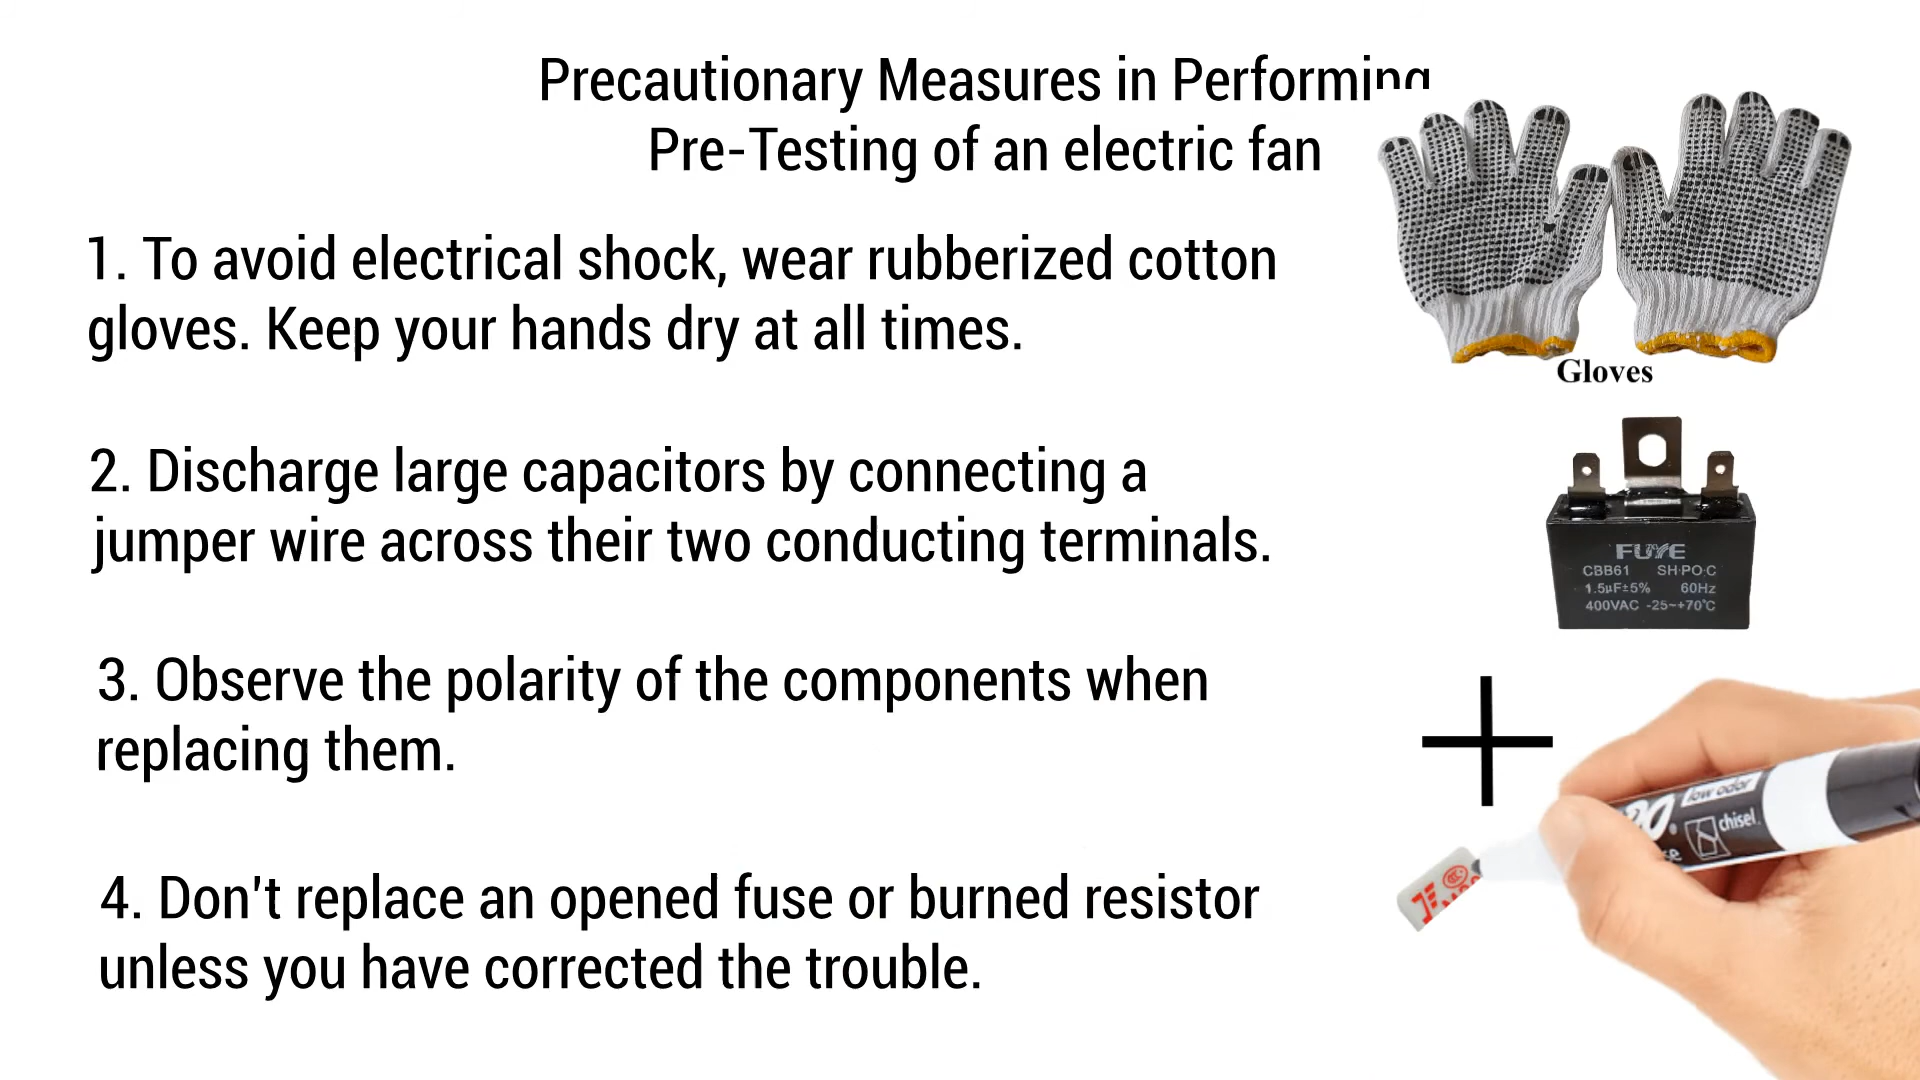 Precautionary Measures in Performing
Pre-Testing of an electric fan
1. To avoid electrical shock, wear rubberized cotton
gloves. Keep your hands dry at all times.
Gloves
2. Discharge large capacitors by connecting a
jumper wire across their two conducting terminals.
FUYE
CBB61 SH·PO·C
1.5µF±5% 60Hz
400VAC -25~+70°C
3. Observe the polarity of the components when
replacing them.
low odor
chisel
4. Don't replace an opened fuse or burned resistor
unless you have corrected the trouble.